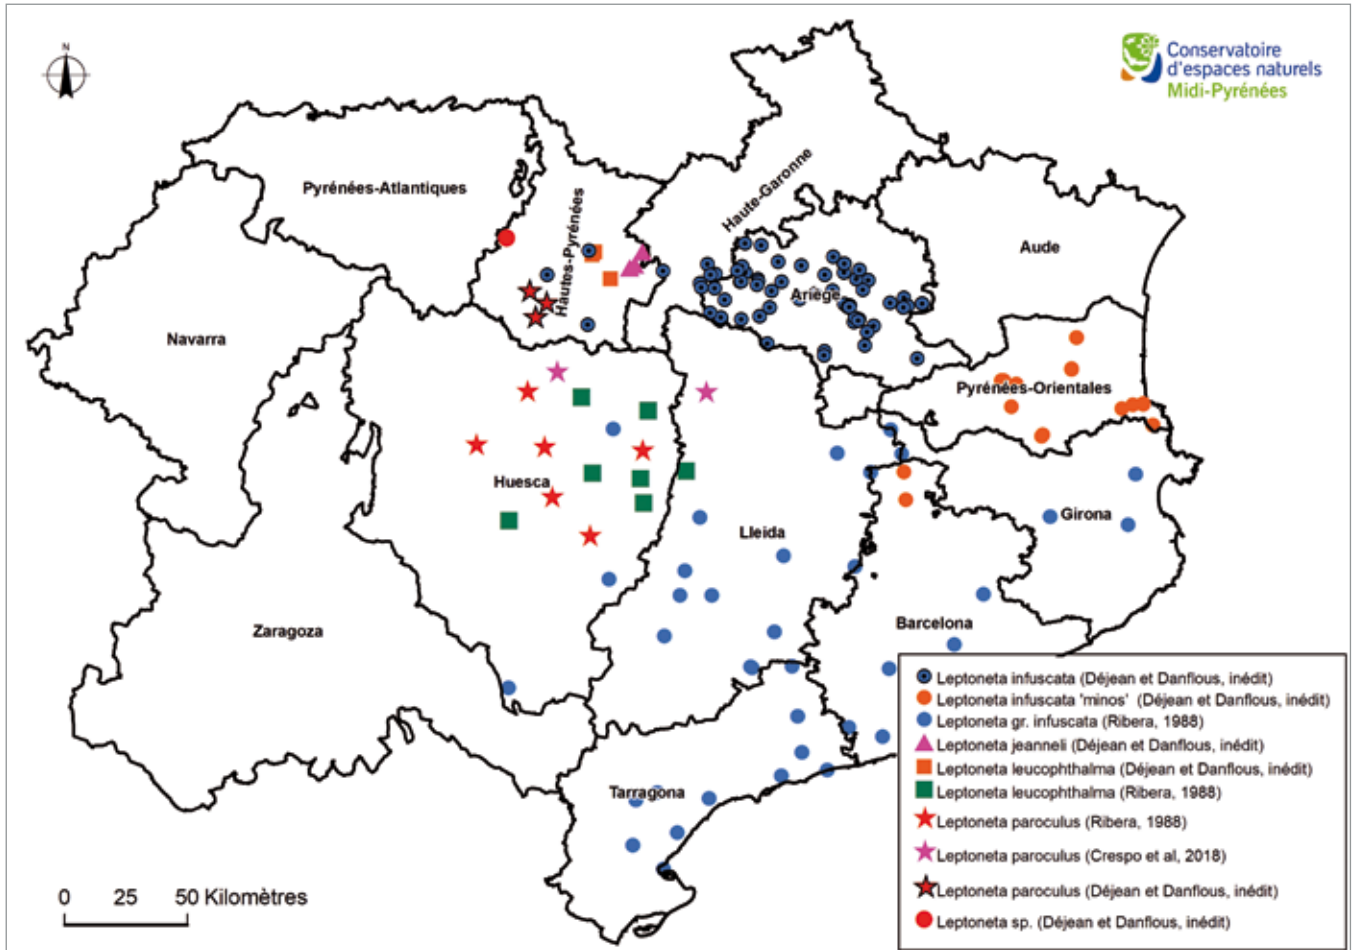 N
Conservatoire
d'espaces naturels
Midi-Pyrénées
Haute-Garonne
Pyrénées-Atlantiques
Hautes-Pyrénées
Aude
Ariège
Navarra
Pyrénées-Orientales
Huesca
Girona
Lleida
Zaragoza
Barcelona
Tarragona
Leptoneta infuscata (Déjean et Danflous, inédit)
Leptoneta infuscata 'minos' (Déjean et Danflous, inédit)
Leptoneta gr. infuscata (Ribera, 1988)
Leptoneta jeanneli (Déjean et Danflous, inédit)
Leptoneta leucophthalma (Déjean et Danflous, inédit)
Leptoneta leucophthalma (Ribera, 1988)
Leptoneta paroculus (Ribera, 1988)
Leptoneta paroculus (Crespo et al, 2018)
Leptoneta paroculus (Déjean et Danflous, inédit)
Leptoneta sp. (Déjean et Danflous, inédit)
0 25 50 Kilomètres